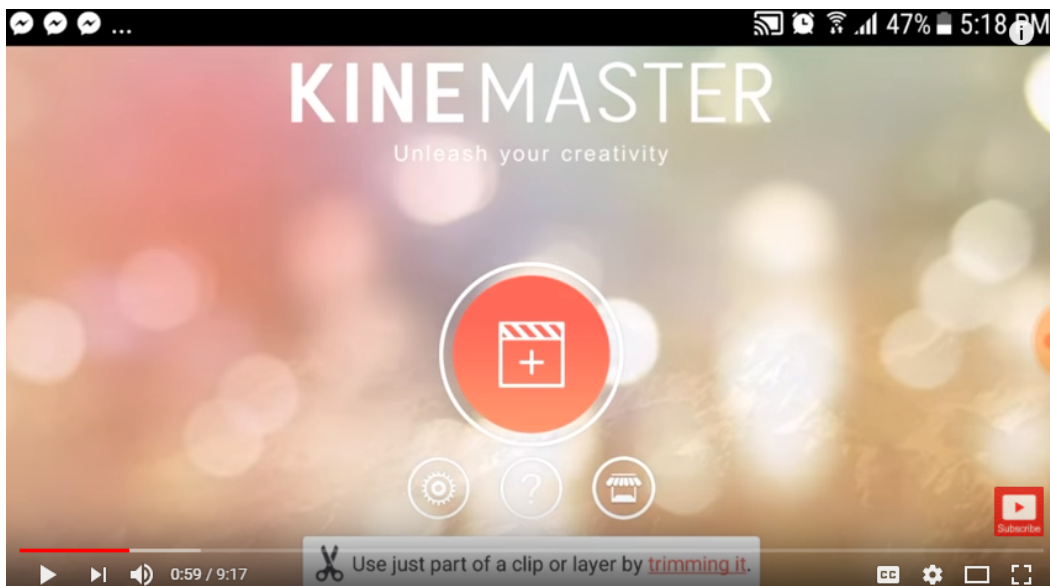 ... 47% 5:18 PM
KINEMASTER
Unleash your creativity
?
Subscribe
Use just part of a clip or layer by trimming it.
0:59 / 9:17
CC